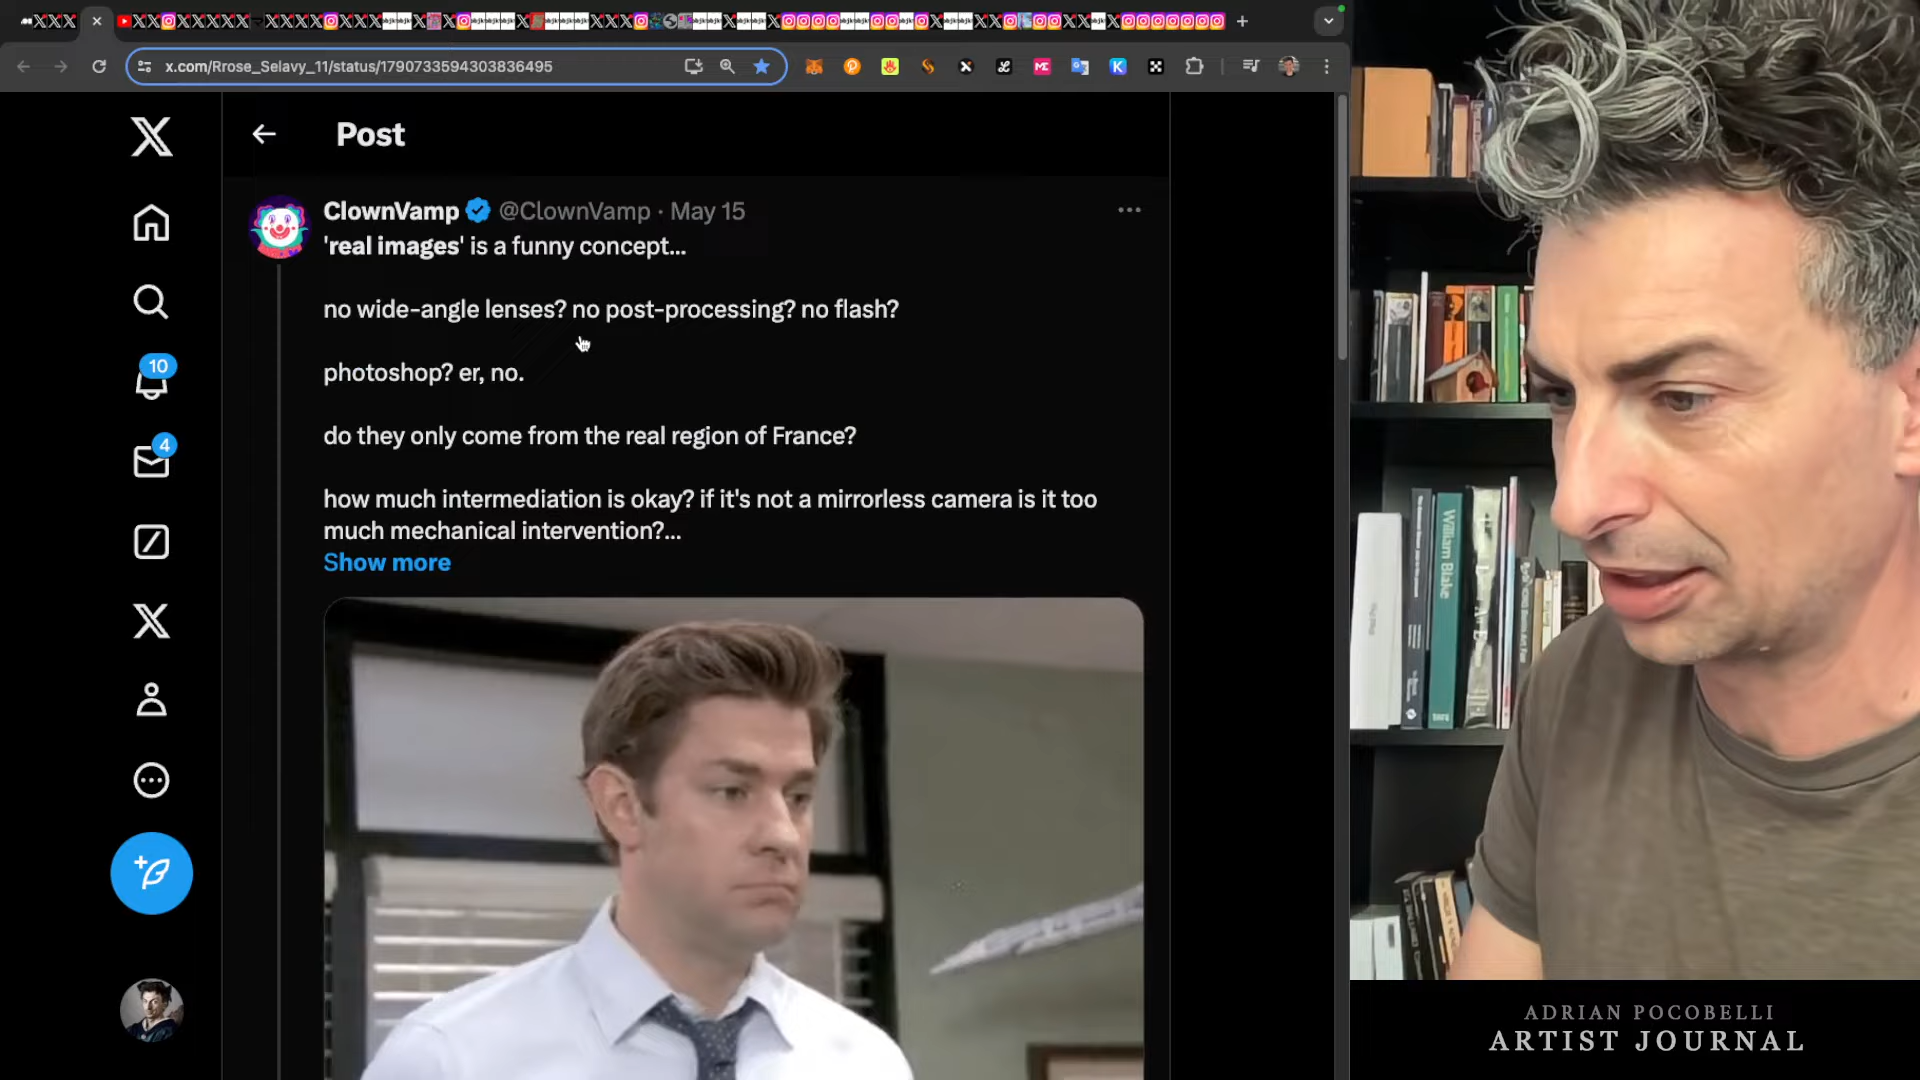 x.com/Rrose_Selavy_11/status/1790733594303836495
Post
ClownVamp @ClownVamp · May 15
'real images' is a funny concept...
no wide-angle lenses? no post-processing? no flash?
photoshop? er, no.
do they only come from the real region of France?
how much intermediation is okay? if it's not a mirrorless camera is it too
much mechanical intervention?...
Show more
10
4
William Blake
ADRIAN POCOBELLI
ARTIST JOURNAL